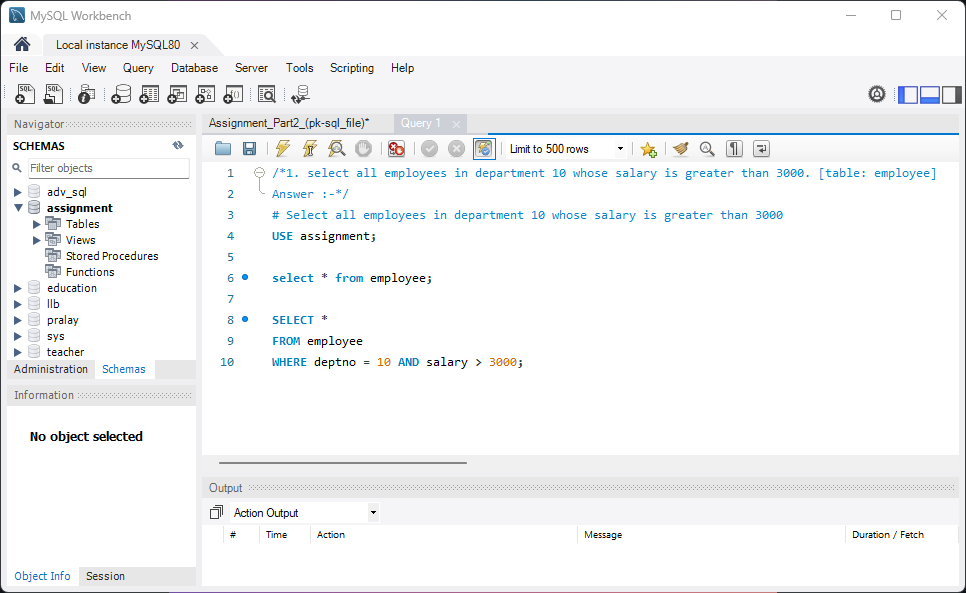 MySQL Workbench
Local instance MySQL80
File Edit View Query Database Server Tools Scripting Help
Navigator
SCHEMAS
Filter objects
adv_sql
assignment
Tables
Views
Stored Procedures
Functions
education
llb
pralay
sys
teacher
Administration Schemas
Information
No object selected
Object Info Session
Assignment_Part2_(pk-sql_file)* Query 1
Limit to 500 rows
1 /*1. select all employees in department 10 whose salary is greater than 3000. [table: employee]
2 Answer :-*/
3 # Select all employees in department 10 whose salary is greater than 3000
4 USE assignment;
5
6 select * from employee;
7
8 SELECT *
9 FROM employee
10 WHERE deptno = 10 AND salary > 3000;
Output
Action Output
# Time Action Message Duration / Fetch